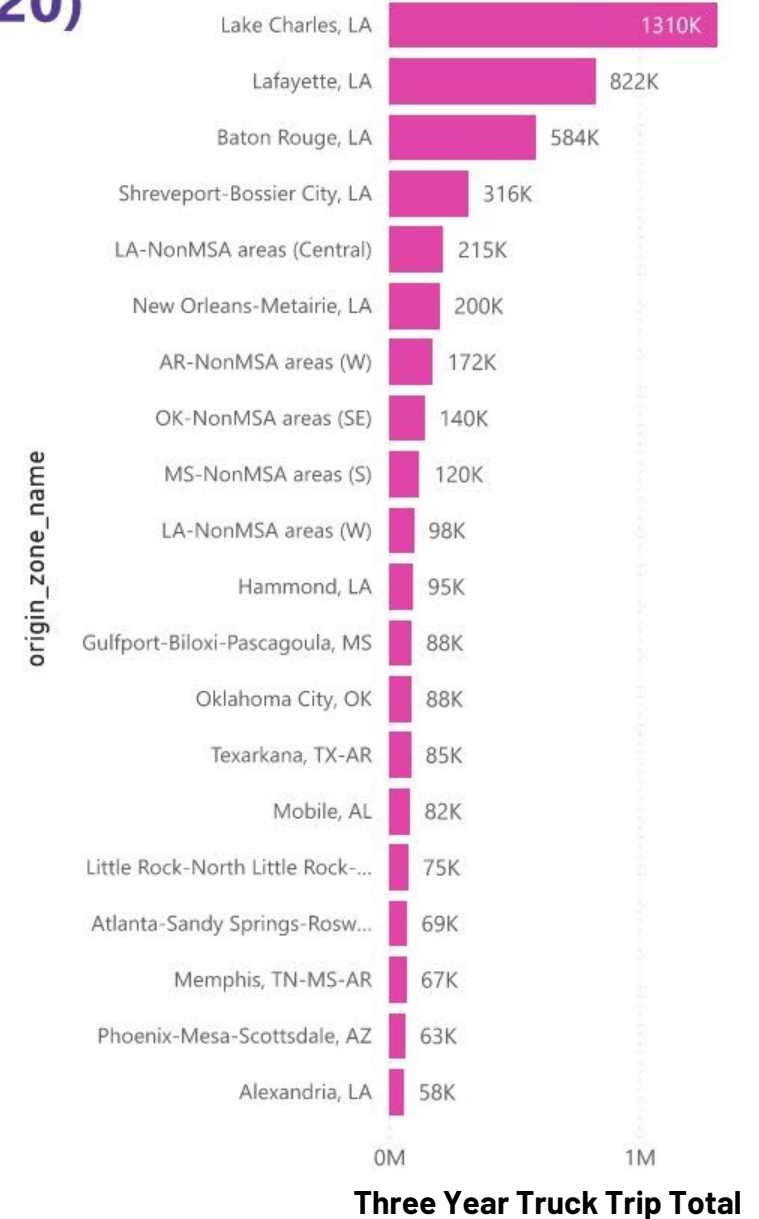 20)
Lake Charles, LA 1310K
Lafayette, LA 822K
Baton Rouge, LA 584K
Shreveport-Bossier City, LA 316K
LA-NonMSA areas (Central) 215K
New Orleans-Metairie, LA 200K
AR-NonMSA areas (W) 172K
OK-NonMSA areas (SE) 140K
MS-NonMSA areas (S) 120K
LA-NonMSA areas (W) 98K
Hammond, LA 95K
Gulfport-Biloxi-Pascagoula, MS 88K
Oklahoma City, OK 88K
Texarkana, TX-AR 85K
Mobile, AL 82K
Little Rock-North Little Rock-... 75K
Atlanta-Sandy Springs-Rosw... 69K
Memphis, TN-MS-AR 67K
Phoenix-Mesa-Scottsdale, AZ 63K
Alexandria, LA 58K
origin_zone_name
0M 1M
Three Year Truck Trip Total